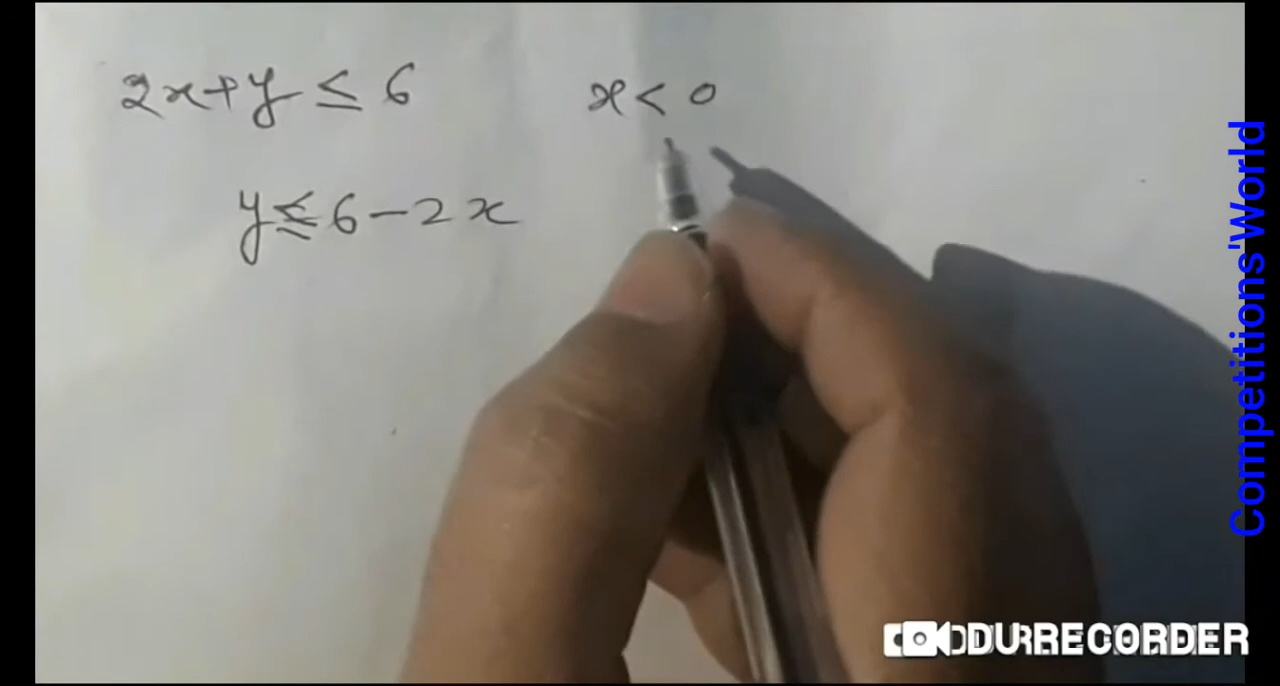 2x+y ≤ 6
x < 0
y ≤ 6 - 2x
Competitions'World
DU RECORDER